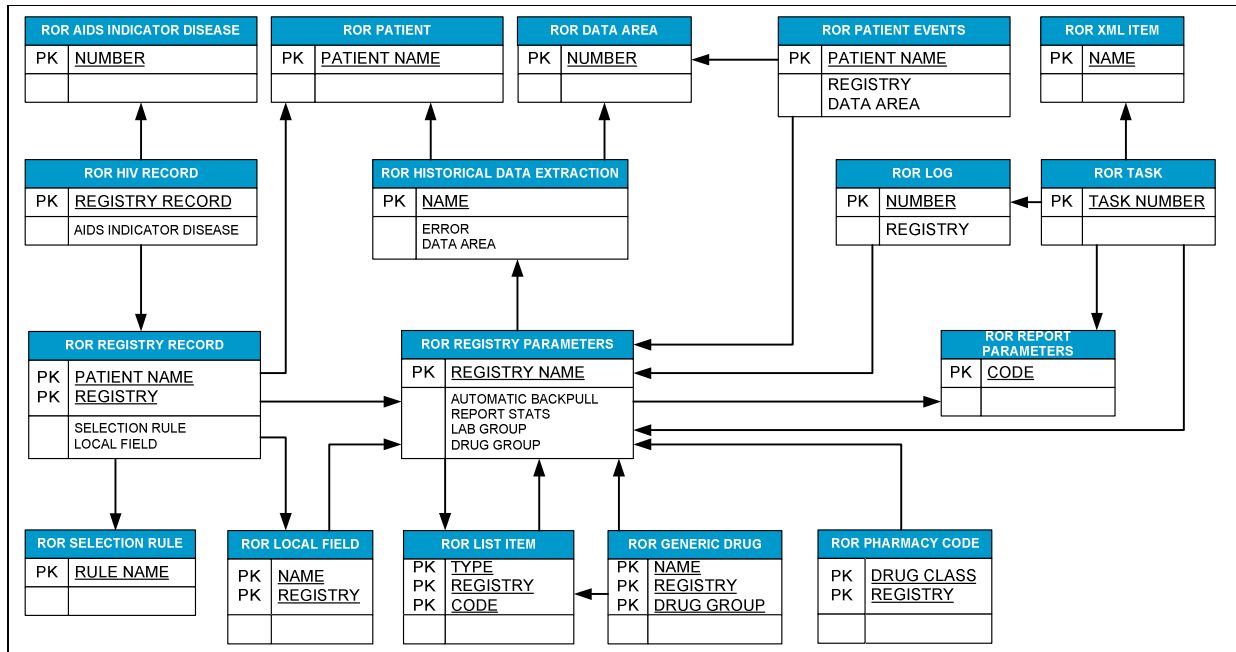 ROR AIDS INDICATOR DISEASE
PK NUMBER
ROR PATIENT
PK PATIENT NAME
ROR DATA AREA
PK NUMBER
ROR PATIENT EVENTS
PK PATIENT NAME
REGISTRY
DATA AREA
ROR XML ITEM
PK NAME
ROR HIV RECORD
PK REGISTRY RECORD
AIDS INDICATOR DISEASE
ROR HISTORICAL DATA EXTRACTION
PK NAME
ERROR
DATA AREA
ROR LOG
PK NUMBER
REGISTRY
ROR TASK
PK TASK NUMBER
ROR REGISTRY RECORD
PK PATIENT NAME
PK REGISTRY
SELECTION RULE
LOCAL FIELD
ROR REGISTRY PARAMETERS
PK REGISTRY NAME
AUTOMATIC BACKPULL
REPORT STATS
LAB GROUP
DRUG GROUP
ROR REPORT
PARAMETERS
PK CODE
ROR SELECTION RULE
PK RULE NAME
ROR LOCAL FIELD
PK NAME
PK REGISTRY
ROR LIST ITEM
PK TYPE
PK REGISTRY
PK CODE
ROR GENERIC DRUG
PK NAME
PK REGISTRY
PK DRUG GROUP
ROR PHARMACY CODE
PK DRUG CLASS
PK REGISTRY